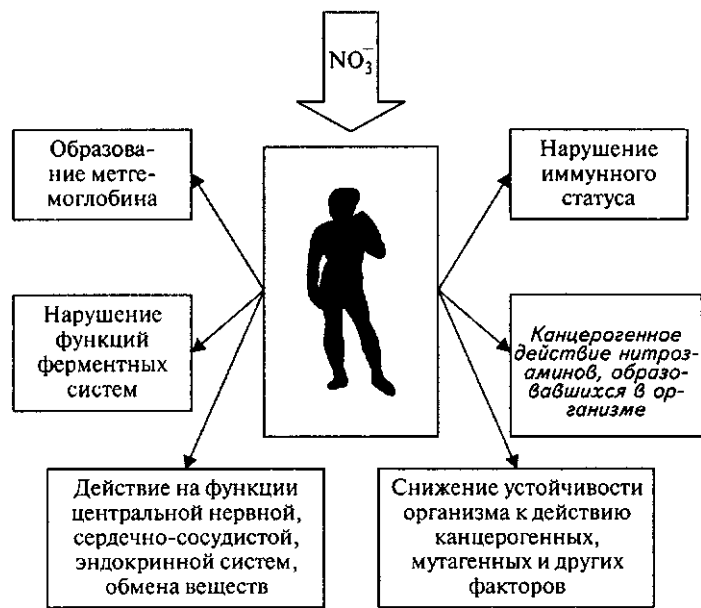 NO₃⁻
Образова-
ние метге-
моглобина
Нарушение
иммунного
статуса
Нарушение
функций
ферментных
систем
Канцерогенное
действие нитроз-
аминов, образо-
вавшихся в ор-
ганизме
Действие на функции
центральной нервной,
сердечно-сосудистой,
эндокринной систем,
обмена веществ
Снижение устойчивости
организма к действию
канцерогенных,
мутагенных и других
факторов